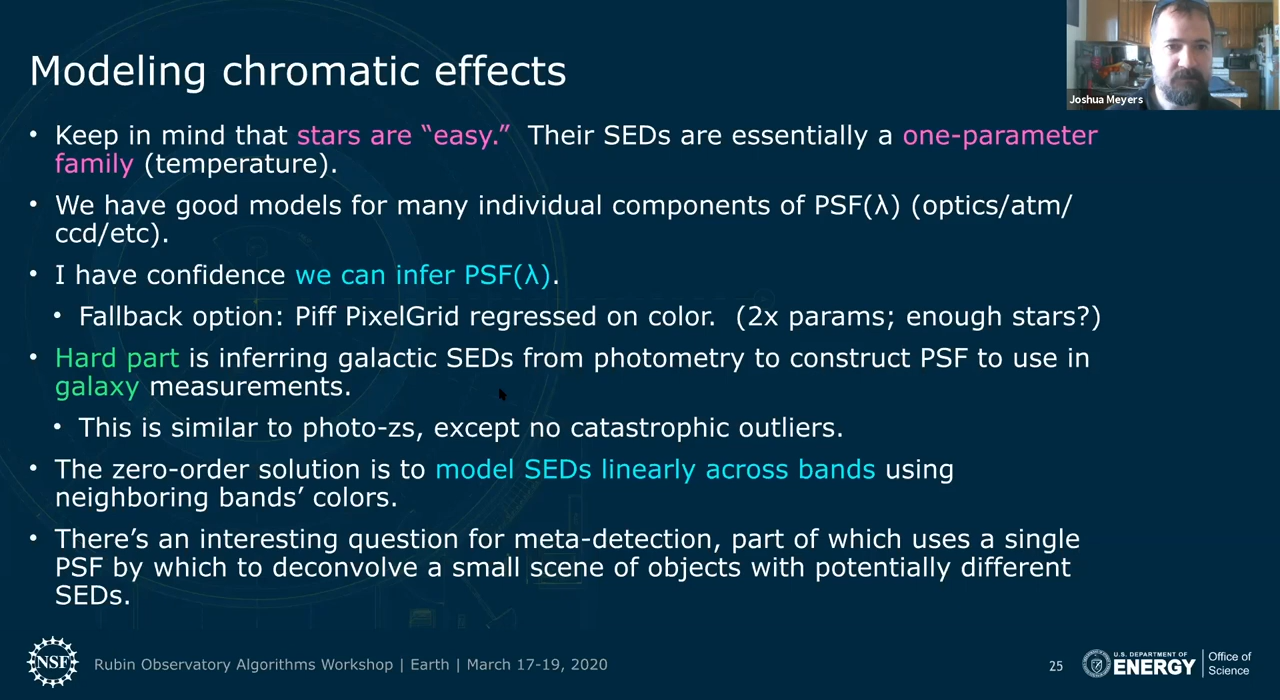 Modeling chromatic effects
Joshua Meyers
• Keep in mind that stars are “easy.” Their SEDs are essentially a one-parameter
family (temperature).
• We have good models for many individual components of PSF(λ) (optics/atm/
ccd/etc).
• I have confidence we can infer PSF(λ).
• Fallback option: Piff PixelGrid regressed on color. (2x params; enough stars?)
• Hard part is inferring galactic SEDs from photometry to construct PSF to use in
galaxy measurements.
• This is similar to photo-zs, except no catastrophic outliers.
• The zero-order solution is to model SEDs linearly across bands using
neighboring bands’ colors.
• There’s an interesting question for meta-detection, part of which uses a single
PSF by which to deconvolve a small scene of objects with potentially different
SEDs.
NSF
Rubin Observatory Algorithms Workshop | Earth | March 17-19, 2020
25
U.S. DEPARTMENT OF
ENERGY
Office of
Science